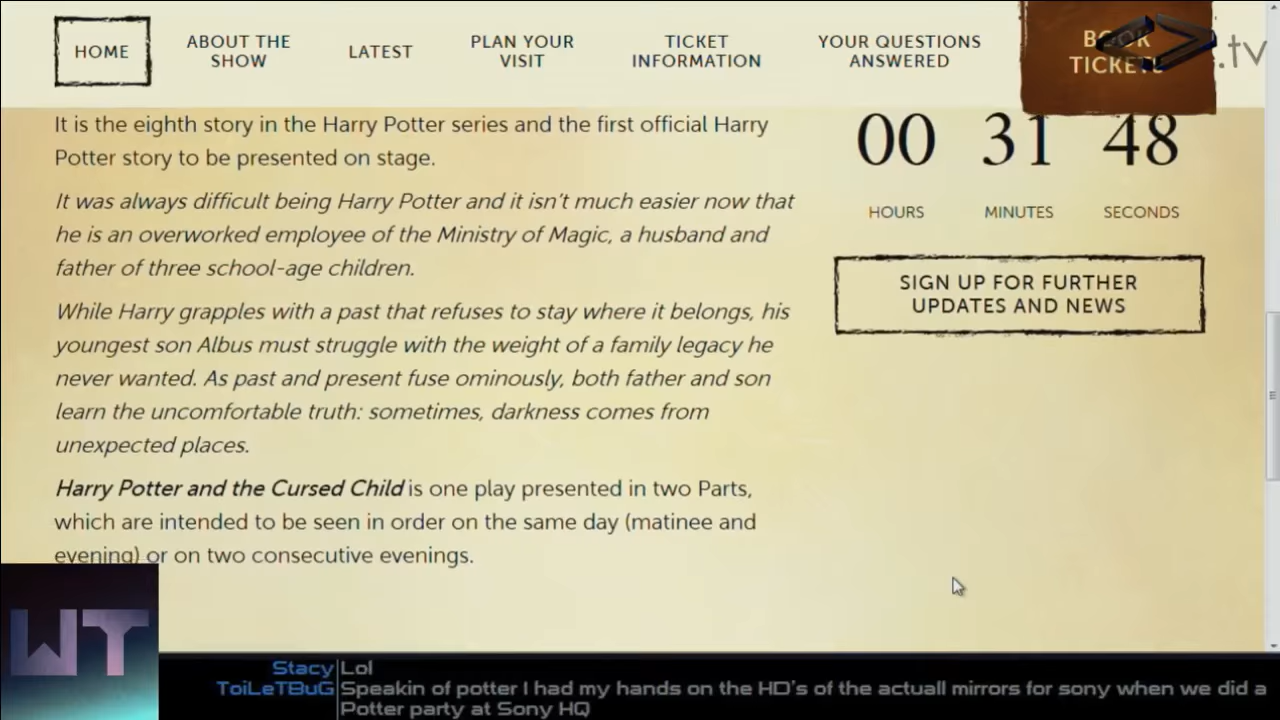 HOME
ABOUT THE
SHOW
LATEST
PLAN YOUR
VISIT
TICKET
INFORMATION
YOUR QUESTIONS
ANSWERED
BOOK
TICKETS
.tv
It is the eighth story in the Harry Potter series and the first official Harry
Potter story to be presented on stage.
It was always difficult being Harry Potter and it isn't much easier now that
he is an overworked employee of the Ministry of Magic, a husband and
father of three school-age children.
While Harry grapples with a past that refuses to stay where it belongs, his
youngest son Albus must struggle with the weight of a family legacy he
never wanted. As past and present fuse ominously, both father and son
learn the uncomfortable truth: sometimes, darkness comes from
unexpected places.
Harry Potter and the Cursed Child is one play presented in two Parts,
which are intended to be seen in order on the same day (matinee and
evening) or on two consecutive evenings.
00 31 48
HOURS MINUTES SECONDS
SIGN UP FOR FURTHER
UPDATES AND NEWS
WT
Stacy Lol
ToiLeTBuG Speakin of potter I had my hands on the HD's of the actuall mirrors for sony when we did a
Potter party at Sony HQ